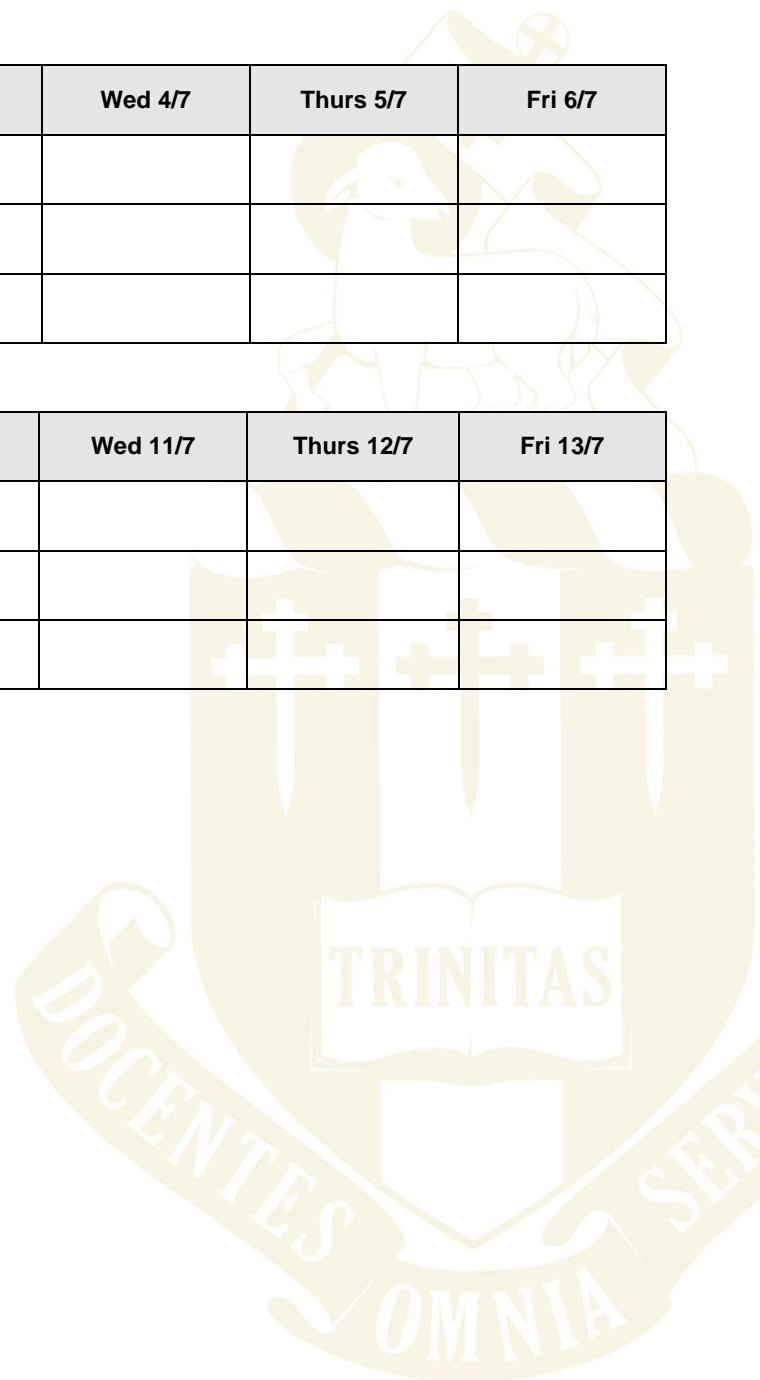 Wed 4/7 Thurs 5/7 Fri 6/7
Wed 11/7 Thurs 12/7 Fri 13/7
TRINITAS
DOCENTES
OMNIA